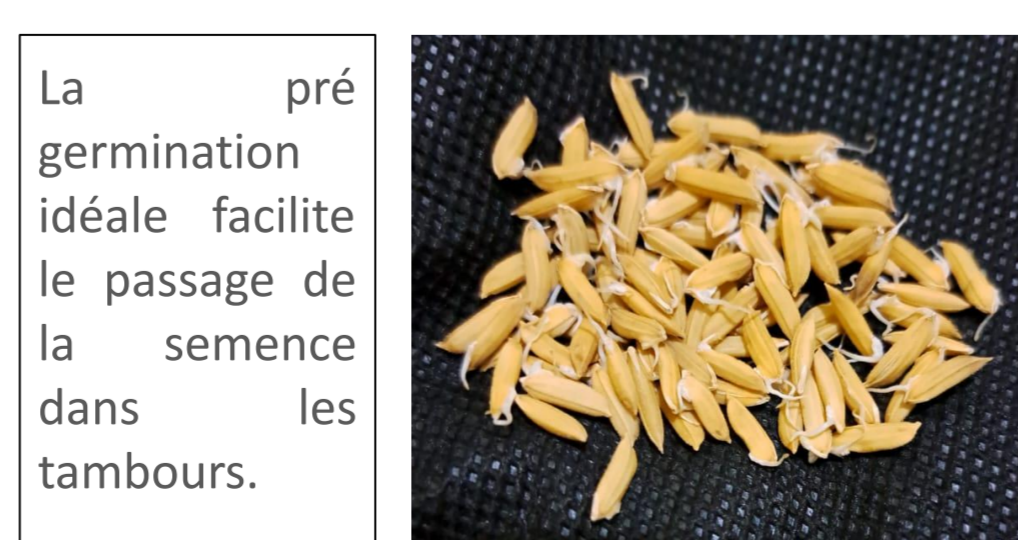 La pré
germination
idéale facilite
le passage de
la semence
dans les
tambours.